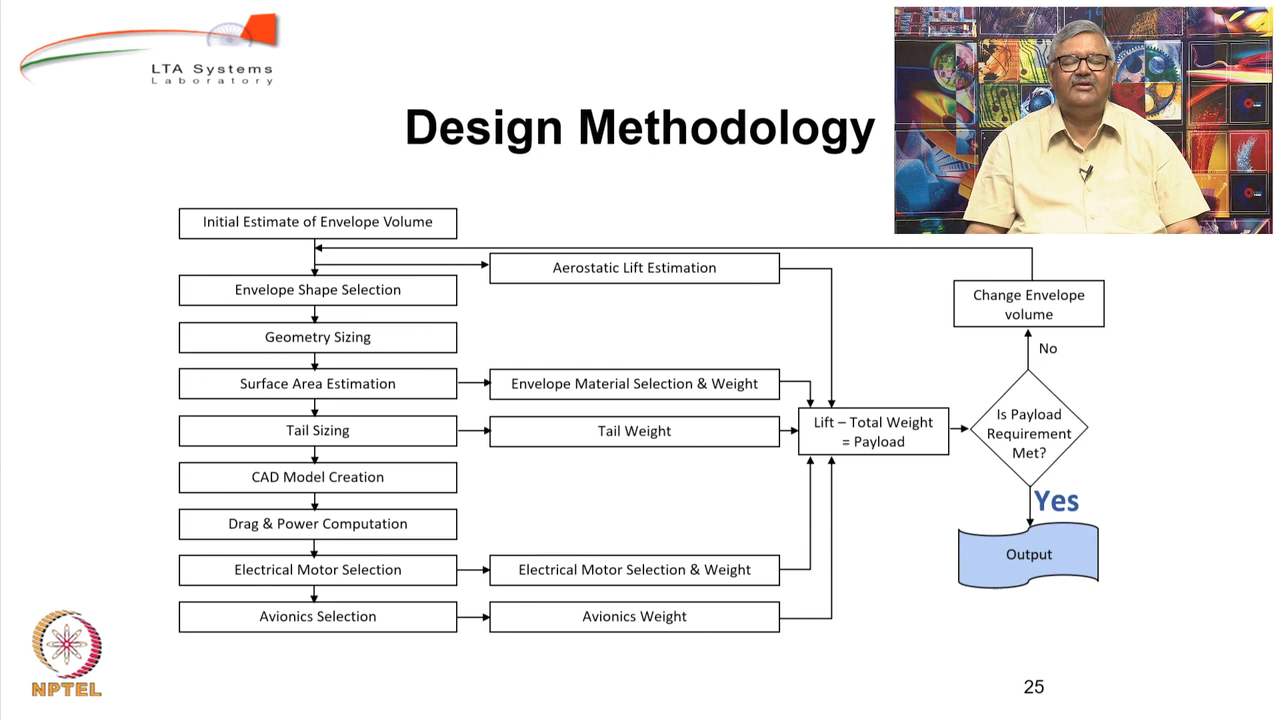 LTA Systems
Laboratory
Design Methodology
Initial Estimate of Envelope Volume
Aerostatic Lift Estimation
Envelope Shape Selection
Geometry Sizing
Surface Area Estimation
Envelope Material Selection & Weight
Tail Sizing
Tail Weight
CAD Model Creation
Drag & Power Computation
Electrical Motor Selection
Electrical Motor Selection & Weight
Avionics Selection
Avionics Weight
Lift – Total Weight
= Payload
Change Envelope
volume
No
Is Payload
Requirement
Met?
Yes
Output
NPTEL
25